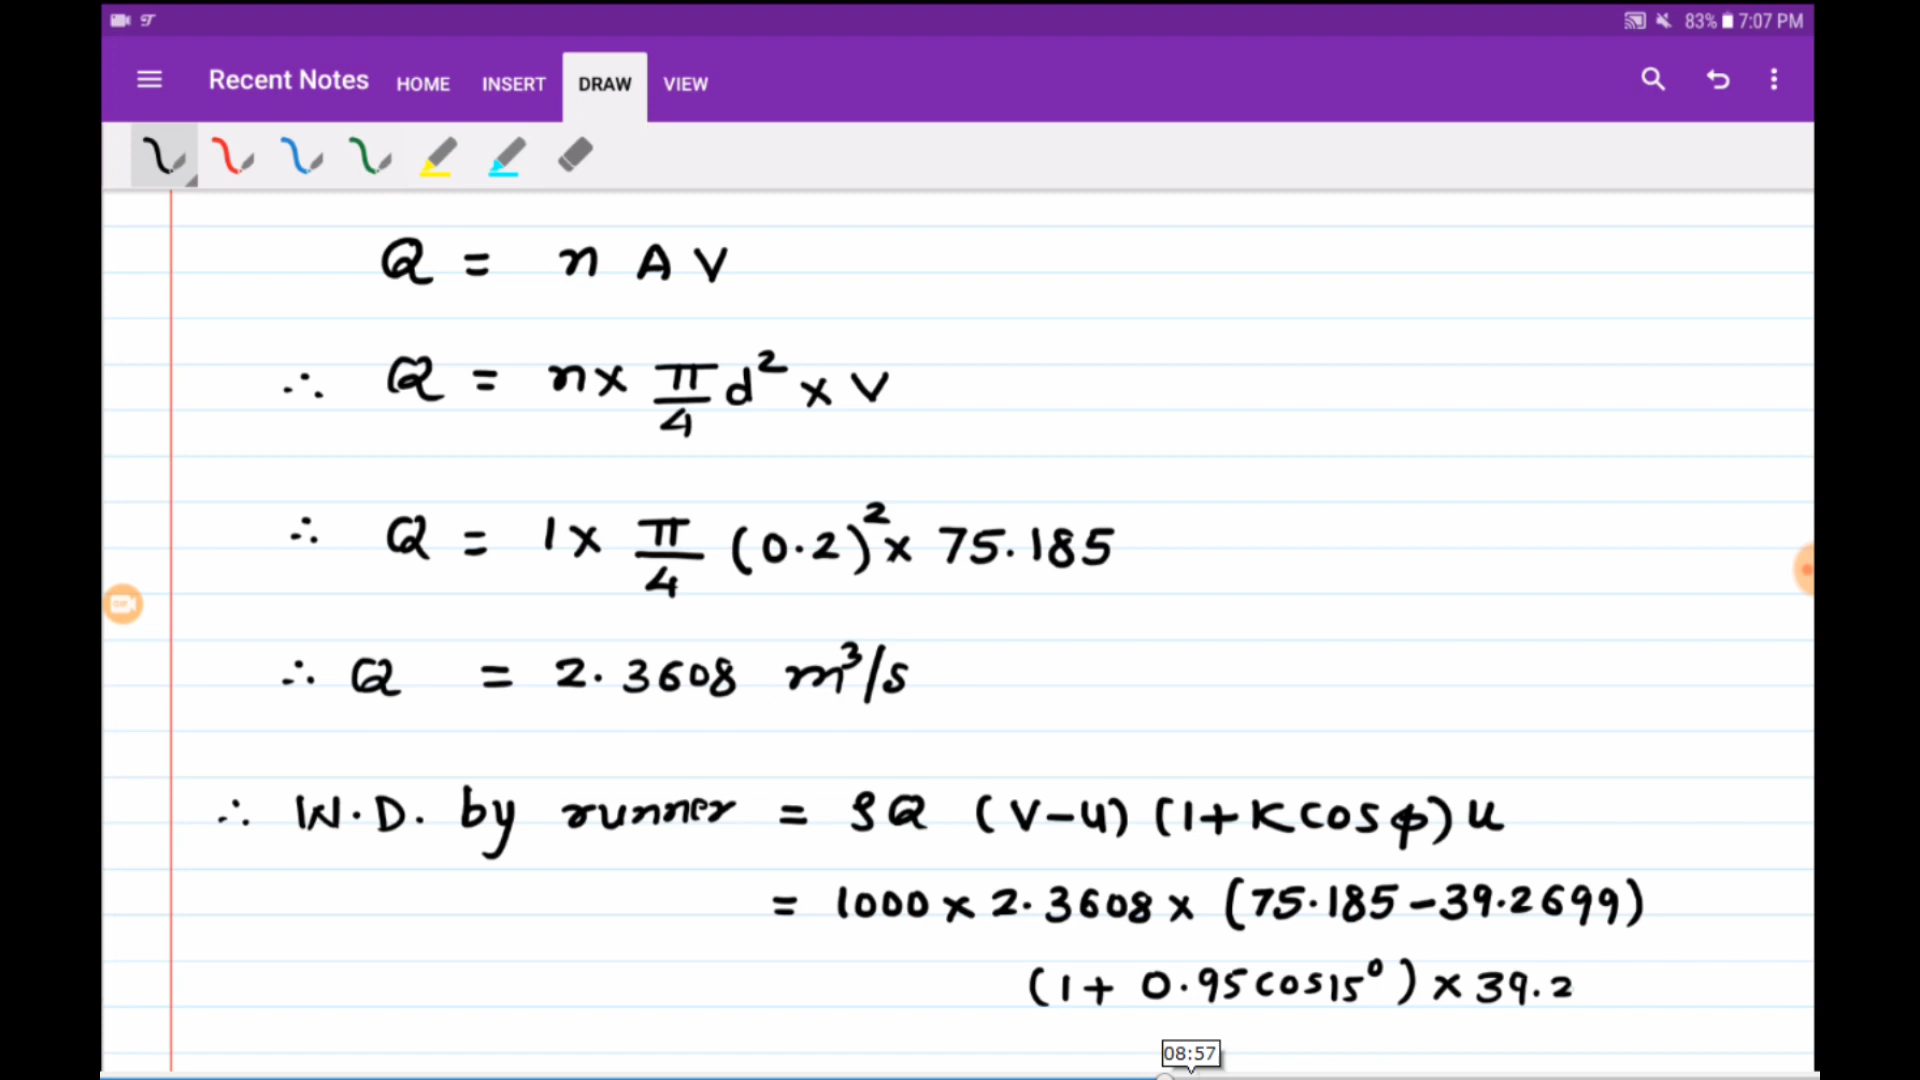 83% 7:07 PM
Recent Notes HOME INSERT DRAW VIEW
Q = n A V
∴ Q = n x π/4 d² x V
∴ Q = 1 x π/4 (0.2)² x 75.185
∴ Q = 2.3608 m³/s
∴ W.D. by runner = ρQ (V-u) (1+K cos φ) u
= 1000 x 2.3608 x (75.185-39.2699)
(1+ 0.95 cos 15°) x 39.2
08:57